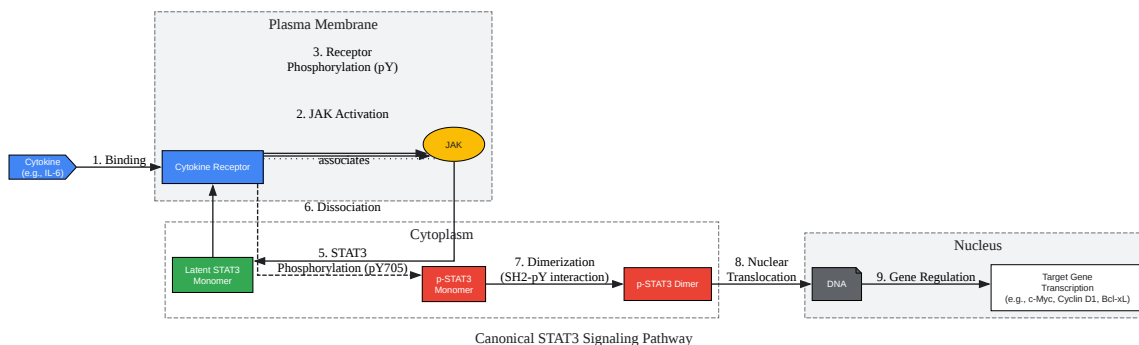 Plasma Membrane
3. Receptor
Phosphorylation (pY)
2. JAK Activation
JAK
associates
Cytokine
(e.g., IL-6)
1. Binding
Cytokine Receptor
6. Dissociation
Cytoplasm
5. STAT3
Phosphorylation (pY705)
Latent STAT3
Monomer
p-STAT3
Monomer
7. Dimerization
(SH2-pY interaction)
p-STAT3 Dimer
8. Nuclear
Translocation
Nucleus
DNA
9. Gene Regulation
Target Gene
Transcription
(e.g., c-Myc, Cyclin D1, Bcl-xL)
Canonical STAT3 Signaling Pathway